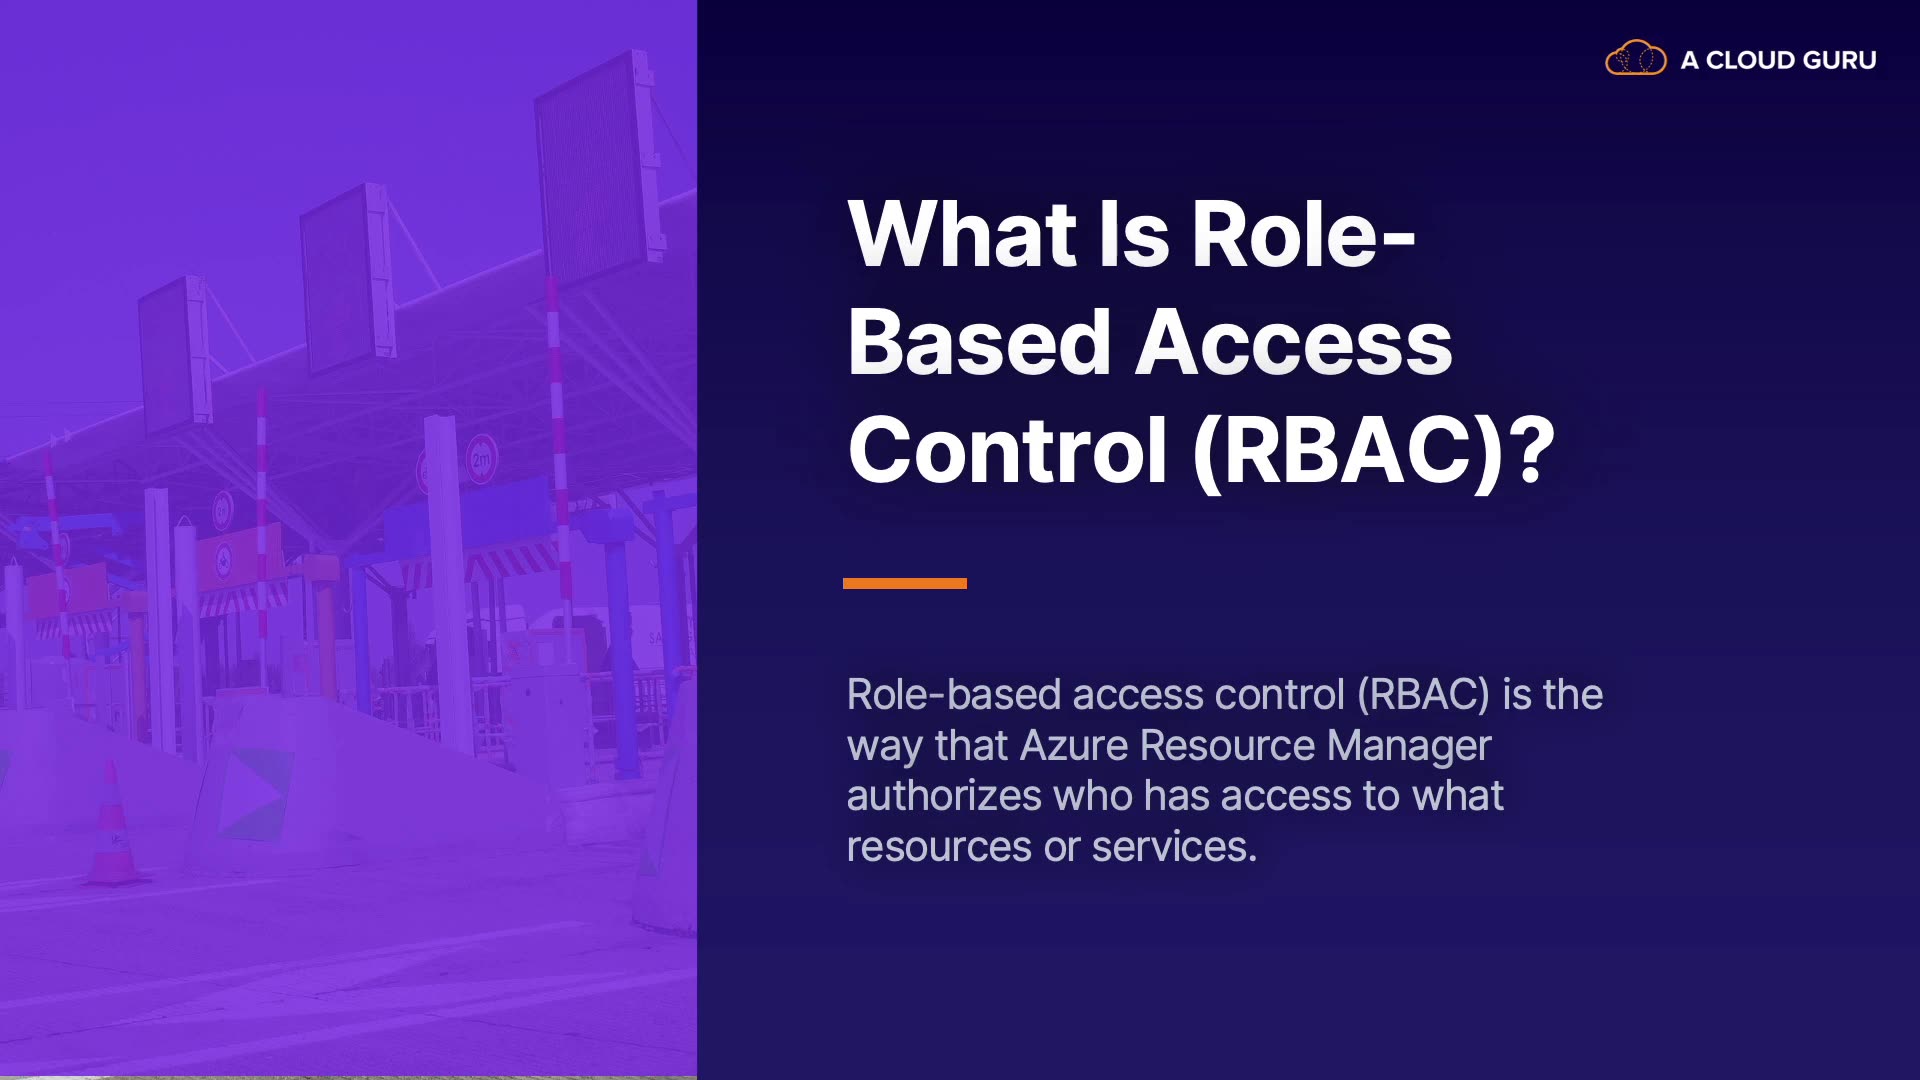 A CLOUD GURU
What Is Role-
Based Access
Control (RBAC)?
Role-based access control (RBAC) is the
way that Azure Resource Manager
authorizes who has access to what
resources or services.
2m